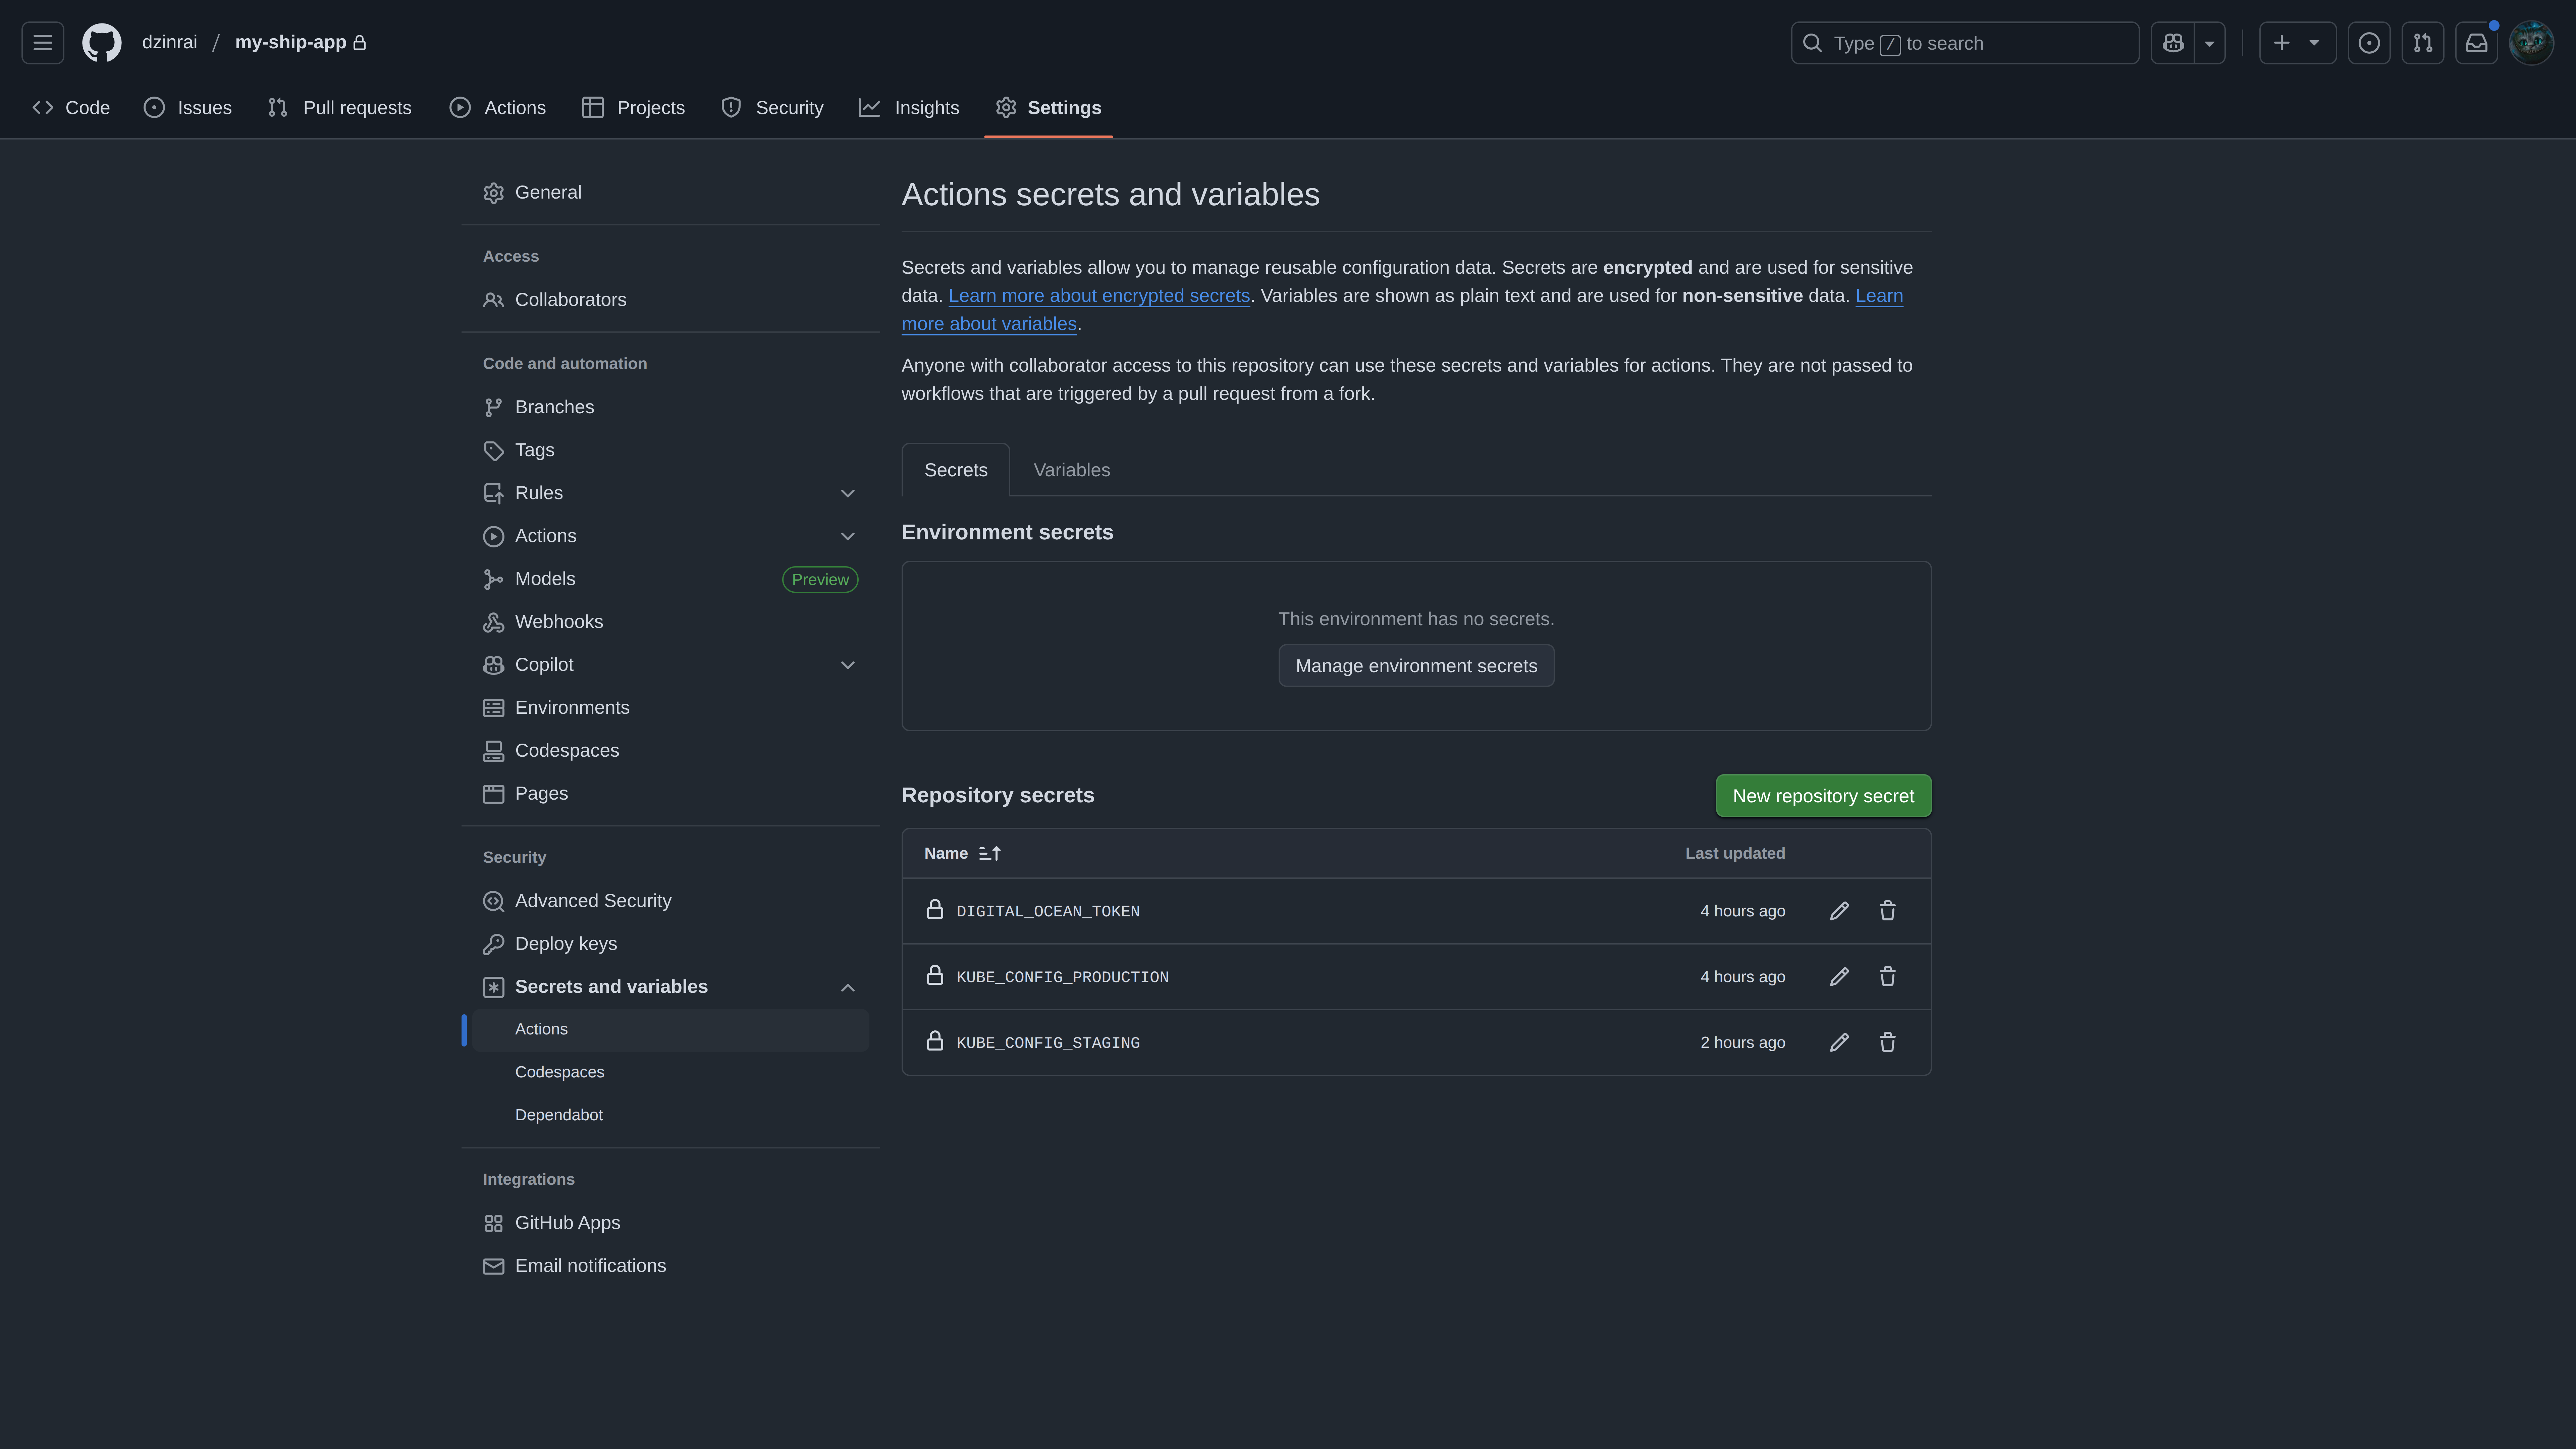 dzinrai / my-ship-app
Type / to search
Code
Issues
Pull requests
Actions
Projects
Security
Insights
Settings
General
Access
Collaborators
Code and automation
Branches
Tags
Rules
Actions
Models
Preview
Webhooks
Copilot
Environments
Codespaces
Pages
Security
Advanced Security
Deploy keys
Secrets and variables
Actions
Codespaces
Dependabot
Integrations
GitHub Apps
Email notifications
Actions secrets and variables
Secrets and variables allow you to manage reusable configuration data. Secrets are encrypted and are used for sensitive
data. Learn more about encrypted secrets. Variables are shown as plain text and are used for non-sensitive data. Learn
more about variables.
Anyone with collaborator access to this repository can use these secrets and variables for actions. They are not passed to
workflows that are triggered by a pull request from a fork.
Secrets
Variables
Environment secrets
This environment has no secrets.
Manage environment secrets
Repository secrets
New repository secret
Name
Last updated
DIGITAL_OCEAN_TOKEN
4 hours ago
KUBE_CONFIG_PRODUCTION
4 hours ago
KUBE_CONFIG_STAGING
2 hours ago